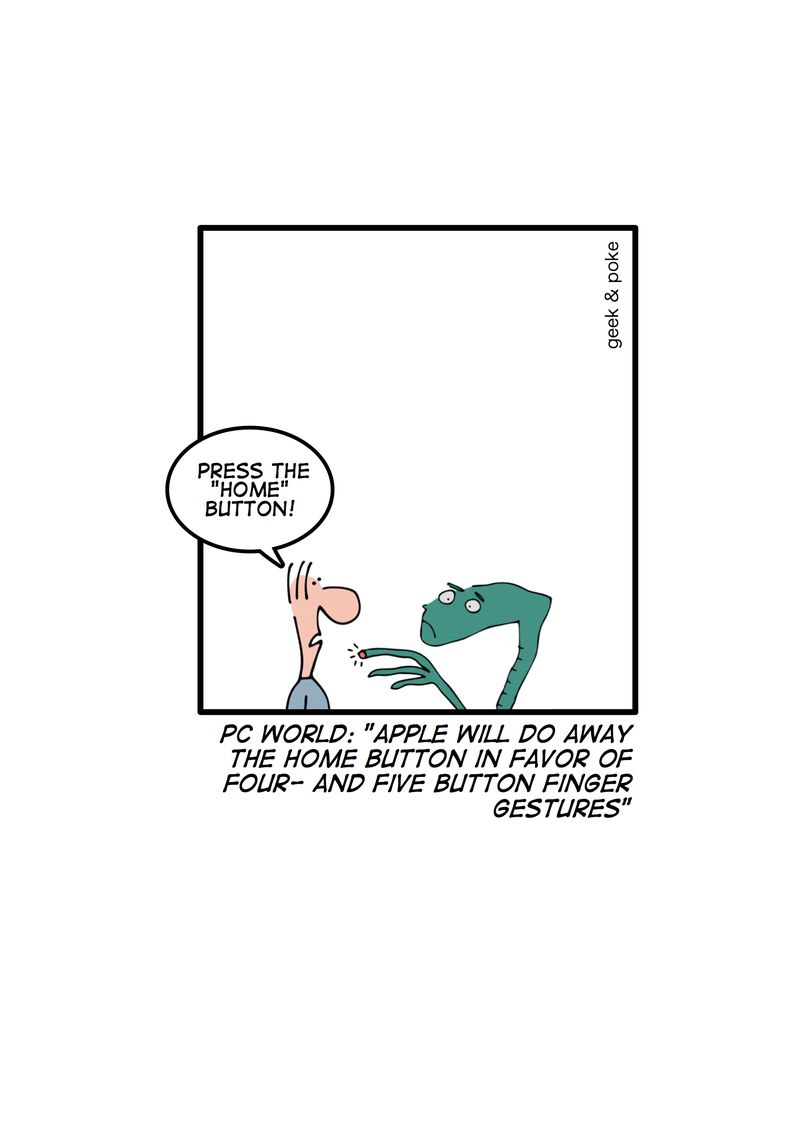 geek & poke
PRESS THE
"HOME"
BUTTON!
PC WORLD: "APPLE WILL DO AWAY
THE HOME BUTTON IN FAVOR OF
FOUR- AND FIVE BUTTON FINGER
GESTURES"